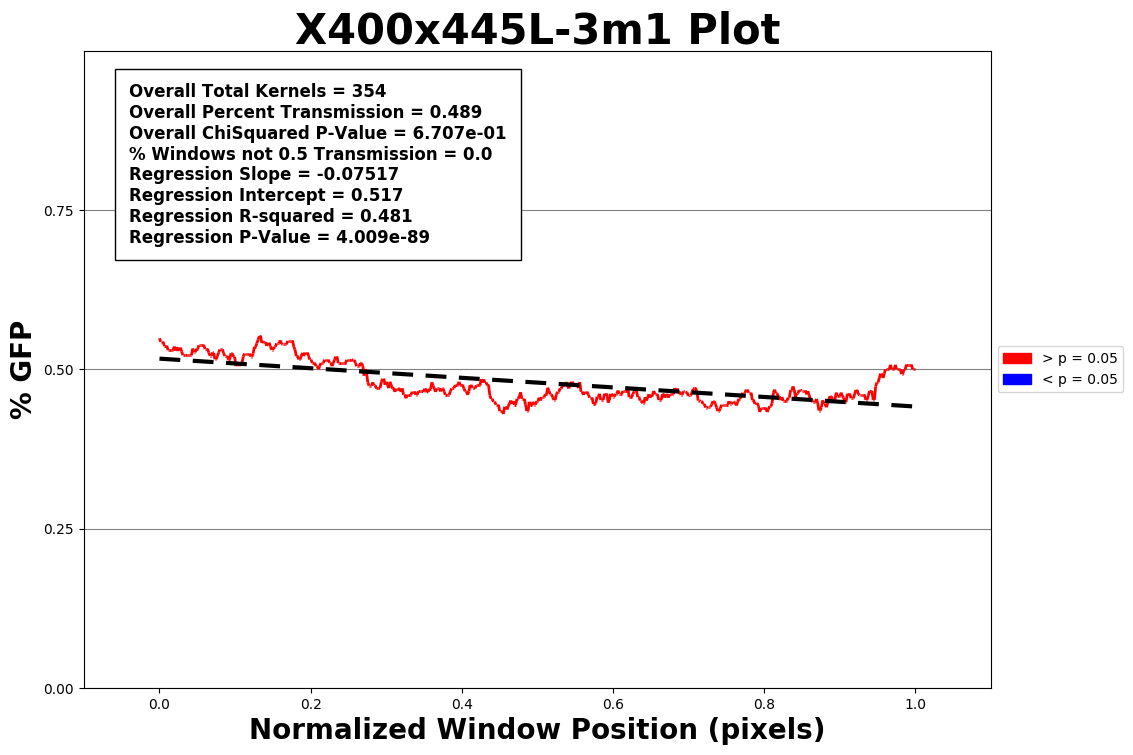 X400x445L-3m1 Plot
Overall Total Kernels = 354
Overall Percent Transmission = 0.489
Overall ChiSquared P-Value = 6.707e-01
% Windows not 0.5 Transmission = 0.0
Regression Slope = -0.07517
Regression Intercept = 0.517
Regression R-squared = 0.481
Regression P-Value = 4.009e-89
% GFP
0.75
0.50
0.25
0.00
> p = 0.05
< p = 0.05
0.0 0.2 0.4 0.6 0.8 1.0
Normalized Window Position (pixels)